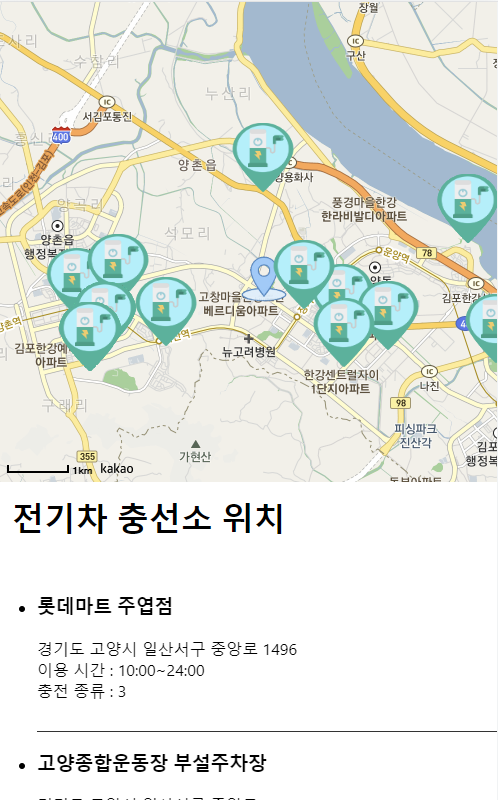 장월
IC
구산
수참리
누산리
서김포통진
IC
400
양촌읍
IC
풍경마을한강
한라비발디아파트
양촌읍
행정복
석모리
운양역
78
IC
김포한강
고창마을
베르디움아파트
뉴고려병원
김포한강예
아파트
한강센트럴자이
1단지아파트
IC
나진
98
구래리
피싱파크
진산각
355
가현산
1km kakao
전기차 충선소 위치
롯데마트 주엽점
경기도 고양시 일산서구 중앙로 1496
이용 시간 : 10:00~24:00
충전 종류 : 3
고양종합운동장 부설주차장